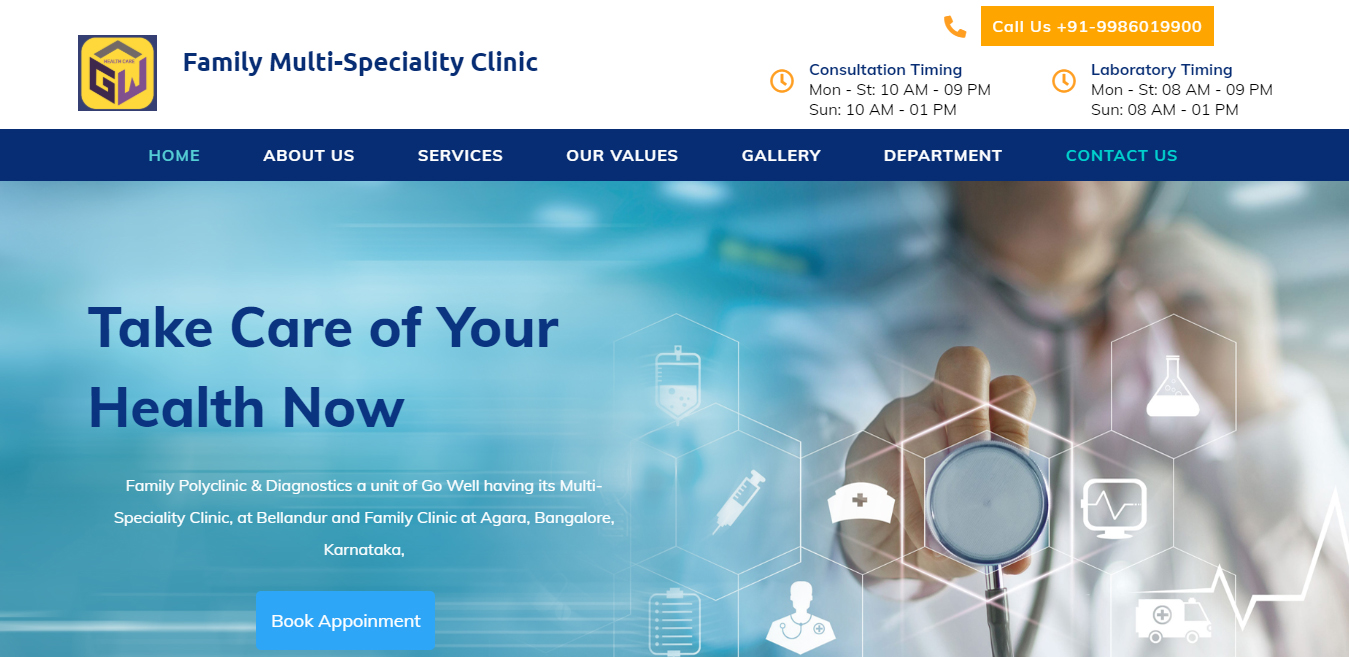 Call Us +91-9986019900
HEALTH CARE
GW
Family Multi-Speciality Clinic
Consultation Timing
Mon - St: 10 AM - 09 PM
Sun: 10 AM - 01 PM
Laboratory Timing
Mon - St: 08 AM - 09 PM
Sun: 08 AM - 01 PM
HOME ABOUT US SERVICES OUR VALUES GALLERY DEPARTMENT CONTACT US
Take Care of Your
Health Now
Family Polyclinic & Diagnostics a unit of Go Well having its Multi-
Speciality Clinic, at Bellandur and Family Clinic at Agara, Bangalore,
Karnataka,
Book Appoinment